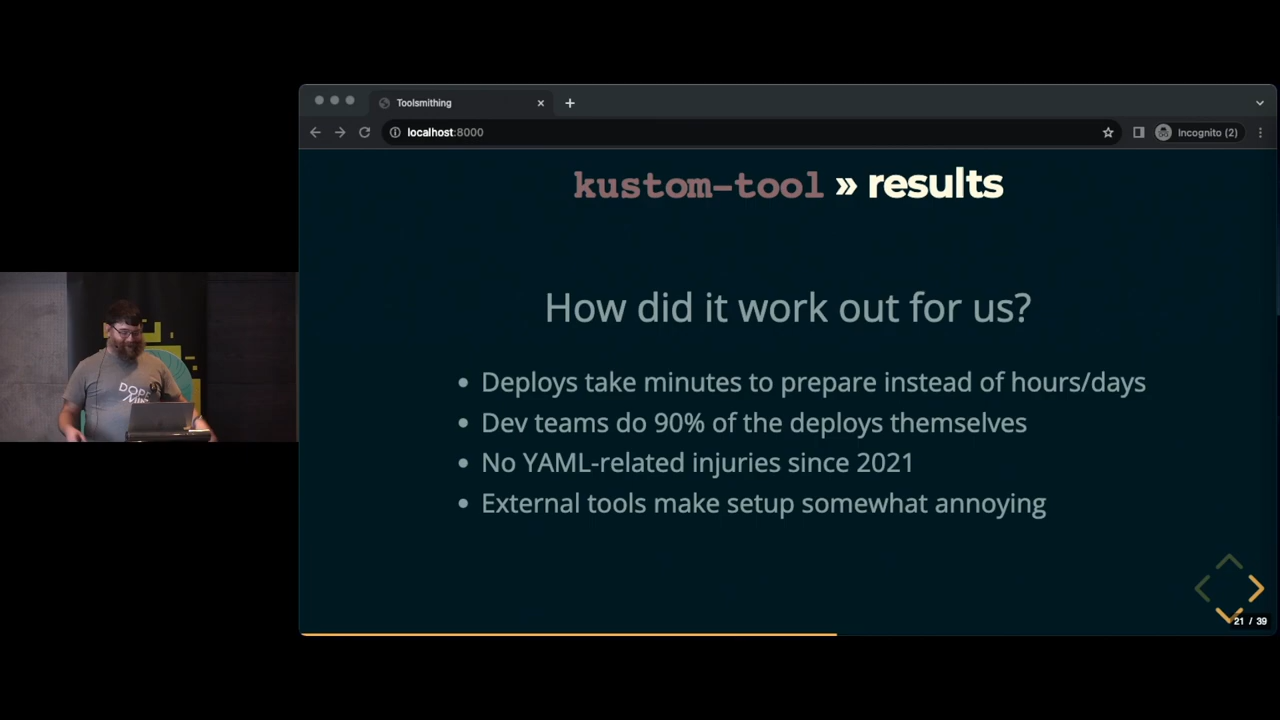 Toolsmithing
localhost:8000
Incognito (2)
kustom-tool » results
How did it work out for us?
• Deploys take minutes to prepare instead of hours/days
• Dev teams do 90% of the deploys themselves
• No YAML-related injuries since 2021
• External tools make setup somewhat annoying
21 / 39